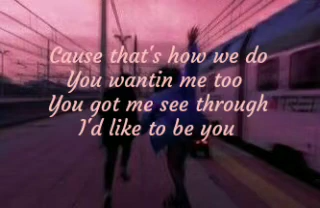 Cause that's how we do
You wantin me too
You got me see through
I'd like to be you